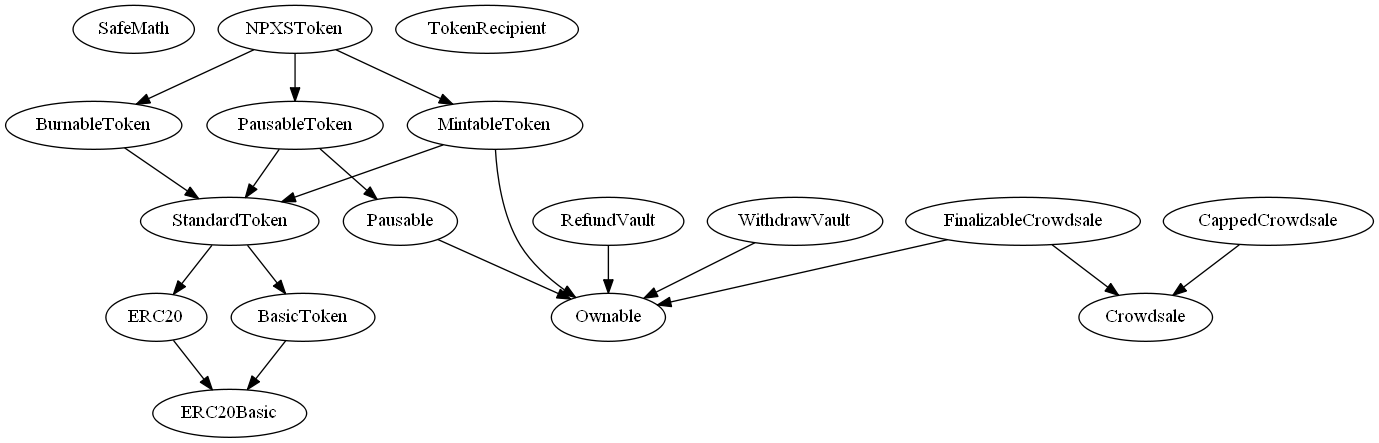 SafeMath
NPXSToken
TokenRecipient
BurnableToken
PausableToken
MintableToken
StandardToken
Pausable
RefundVault
WithdrawVault
FinalizableCrowdsale
CappedCrowdsale
ERC20
BasicToken
Ownable
Crowdsale
ERC20Basic